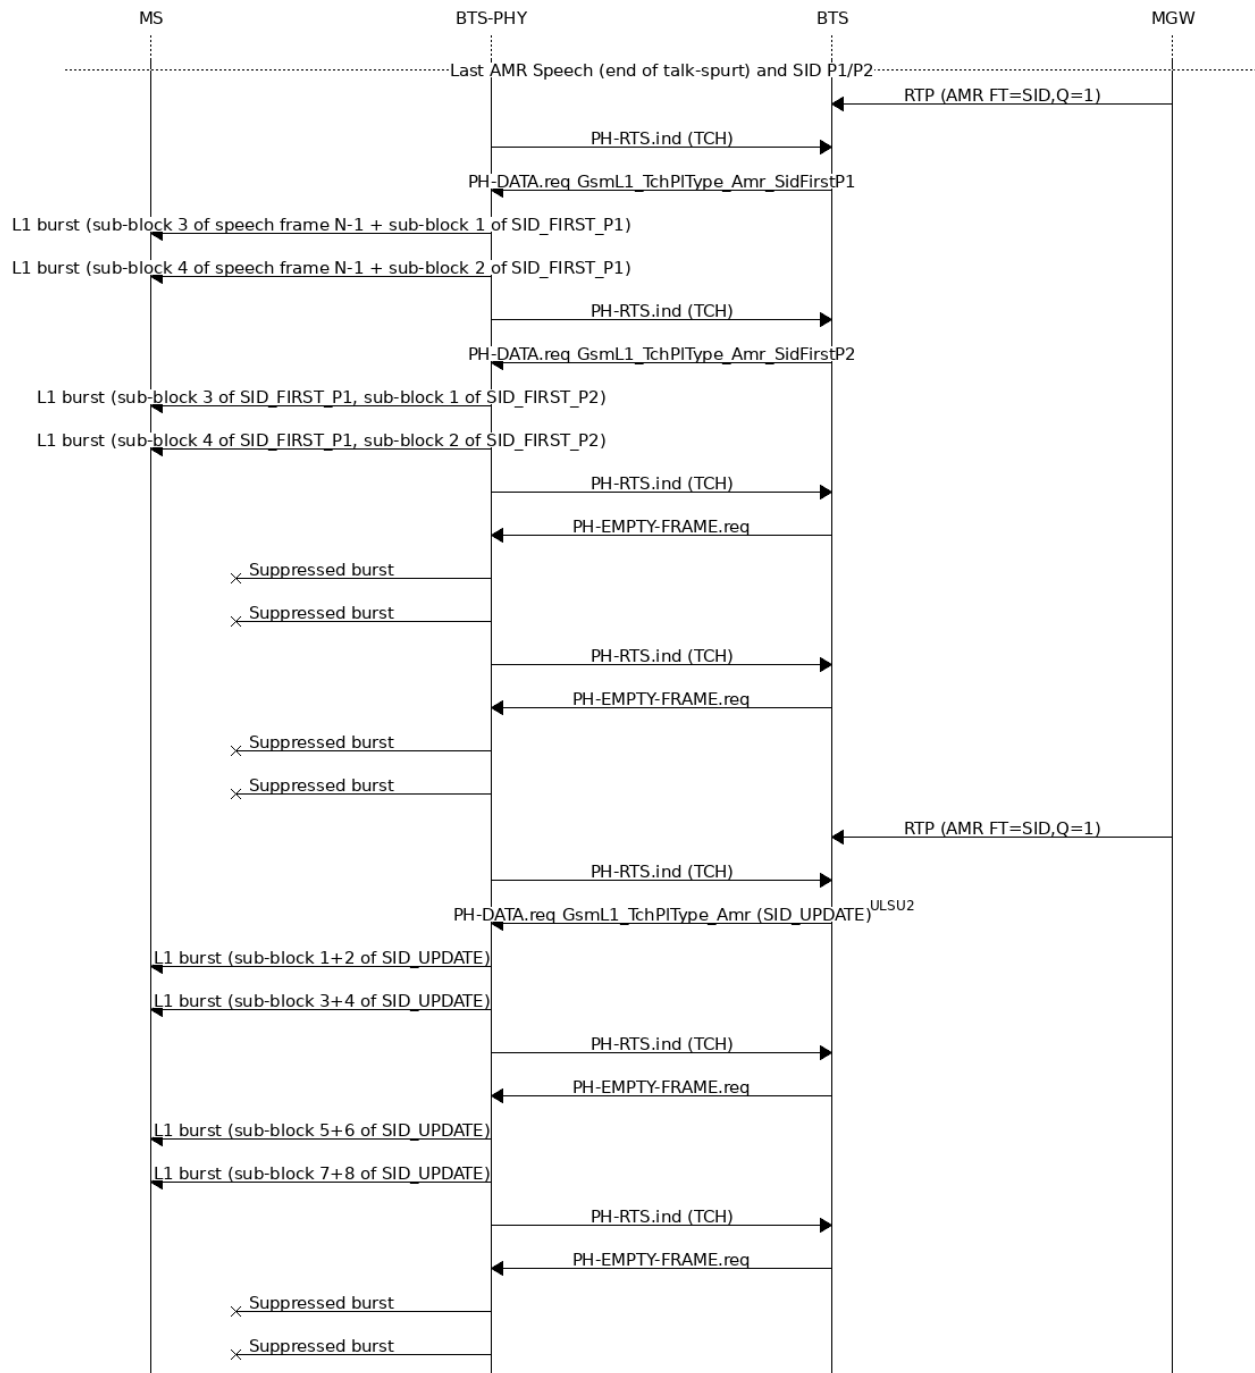 MS BTS-PHY BTS MGW
Last AMR Speech (end of talk-spurt) and SID P1/P2
RTP (AMR FT=SID,Q=1)
PH-RTS.ind (TCH)
PH-DATA.req GsmL1_TchPlType_Amr_SidFirstP1
L1 burst (sub-block 3 of speech frame N-1 + sub-block 1 of SID_FIRST_P1)
L1 burst (sub-block 4 of speech frame N-1 + sub-block 2 of SID_FIRST_P1)
PH-RTS.ind (TCH)
PH-DATA.req GsmL1_TchPlType_Amr_SidFirstP2
L1 burst (sub-block 3 of SID_FIRST_P1, sub-block 1 of SID_FIRST_P2)
L1 burst (sub-block 4 of SID_FIRST_P1, sub-block 2 of SID_FIRST_P2)
PH-RTS.ind (TCH)
PH-EMPTY-FRAME.req
Suppressed burst
Suppressed burst
PH-RTS.ind (TCH)
PH-EMPTY-FRAME.req
Suppressed burst
Suppressed burst
RTP (AMR FT=SID,Q=1)
PH-RTS.ind (TCH)
PH-DATA.req GsmL1_TchPlType_Amr (SID_UPDATE)ULSU2
L1 burst (sub-block 1+2 of SID_UPDATE)
L1 burst (sub-block 3+4 of SID_UPDATE)
PH-RTS.ind (TCH)
PH-EMPTY-FRAME.req
L1 burst (sub-block 5+6 of SID_UPDATE)
L1 burst (sub-block 7+8 of SID_UPDATE)
PH-RTS.ind (TCH)
PH-EMPTY-FRAME.req
Suppressed burst
Suppressed burst